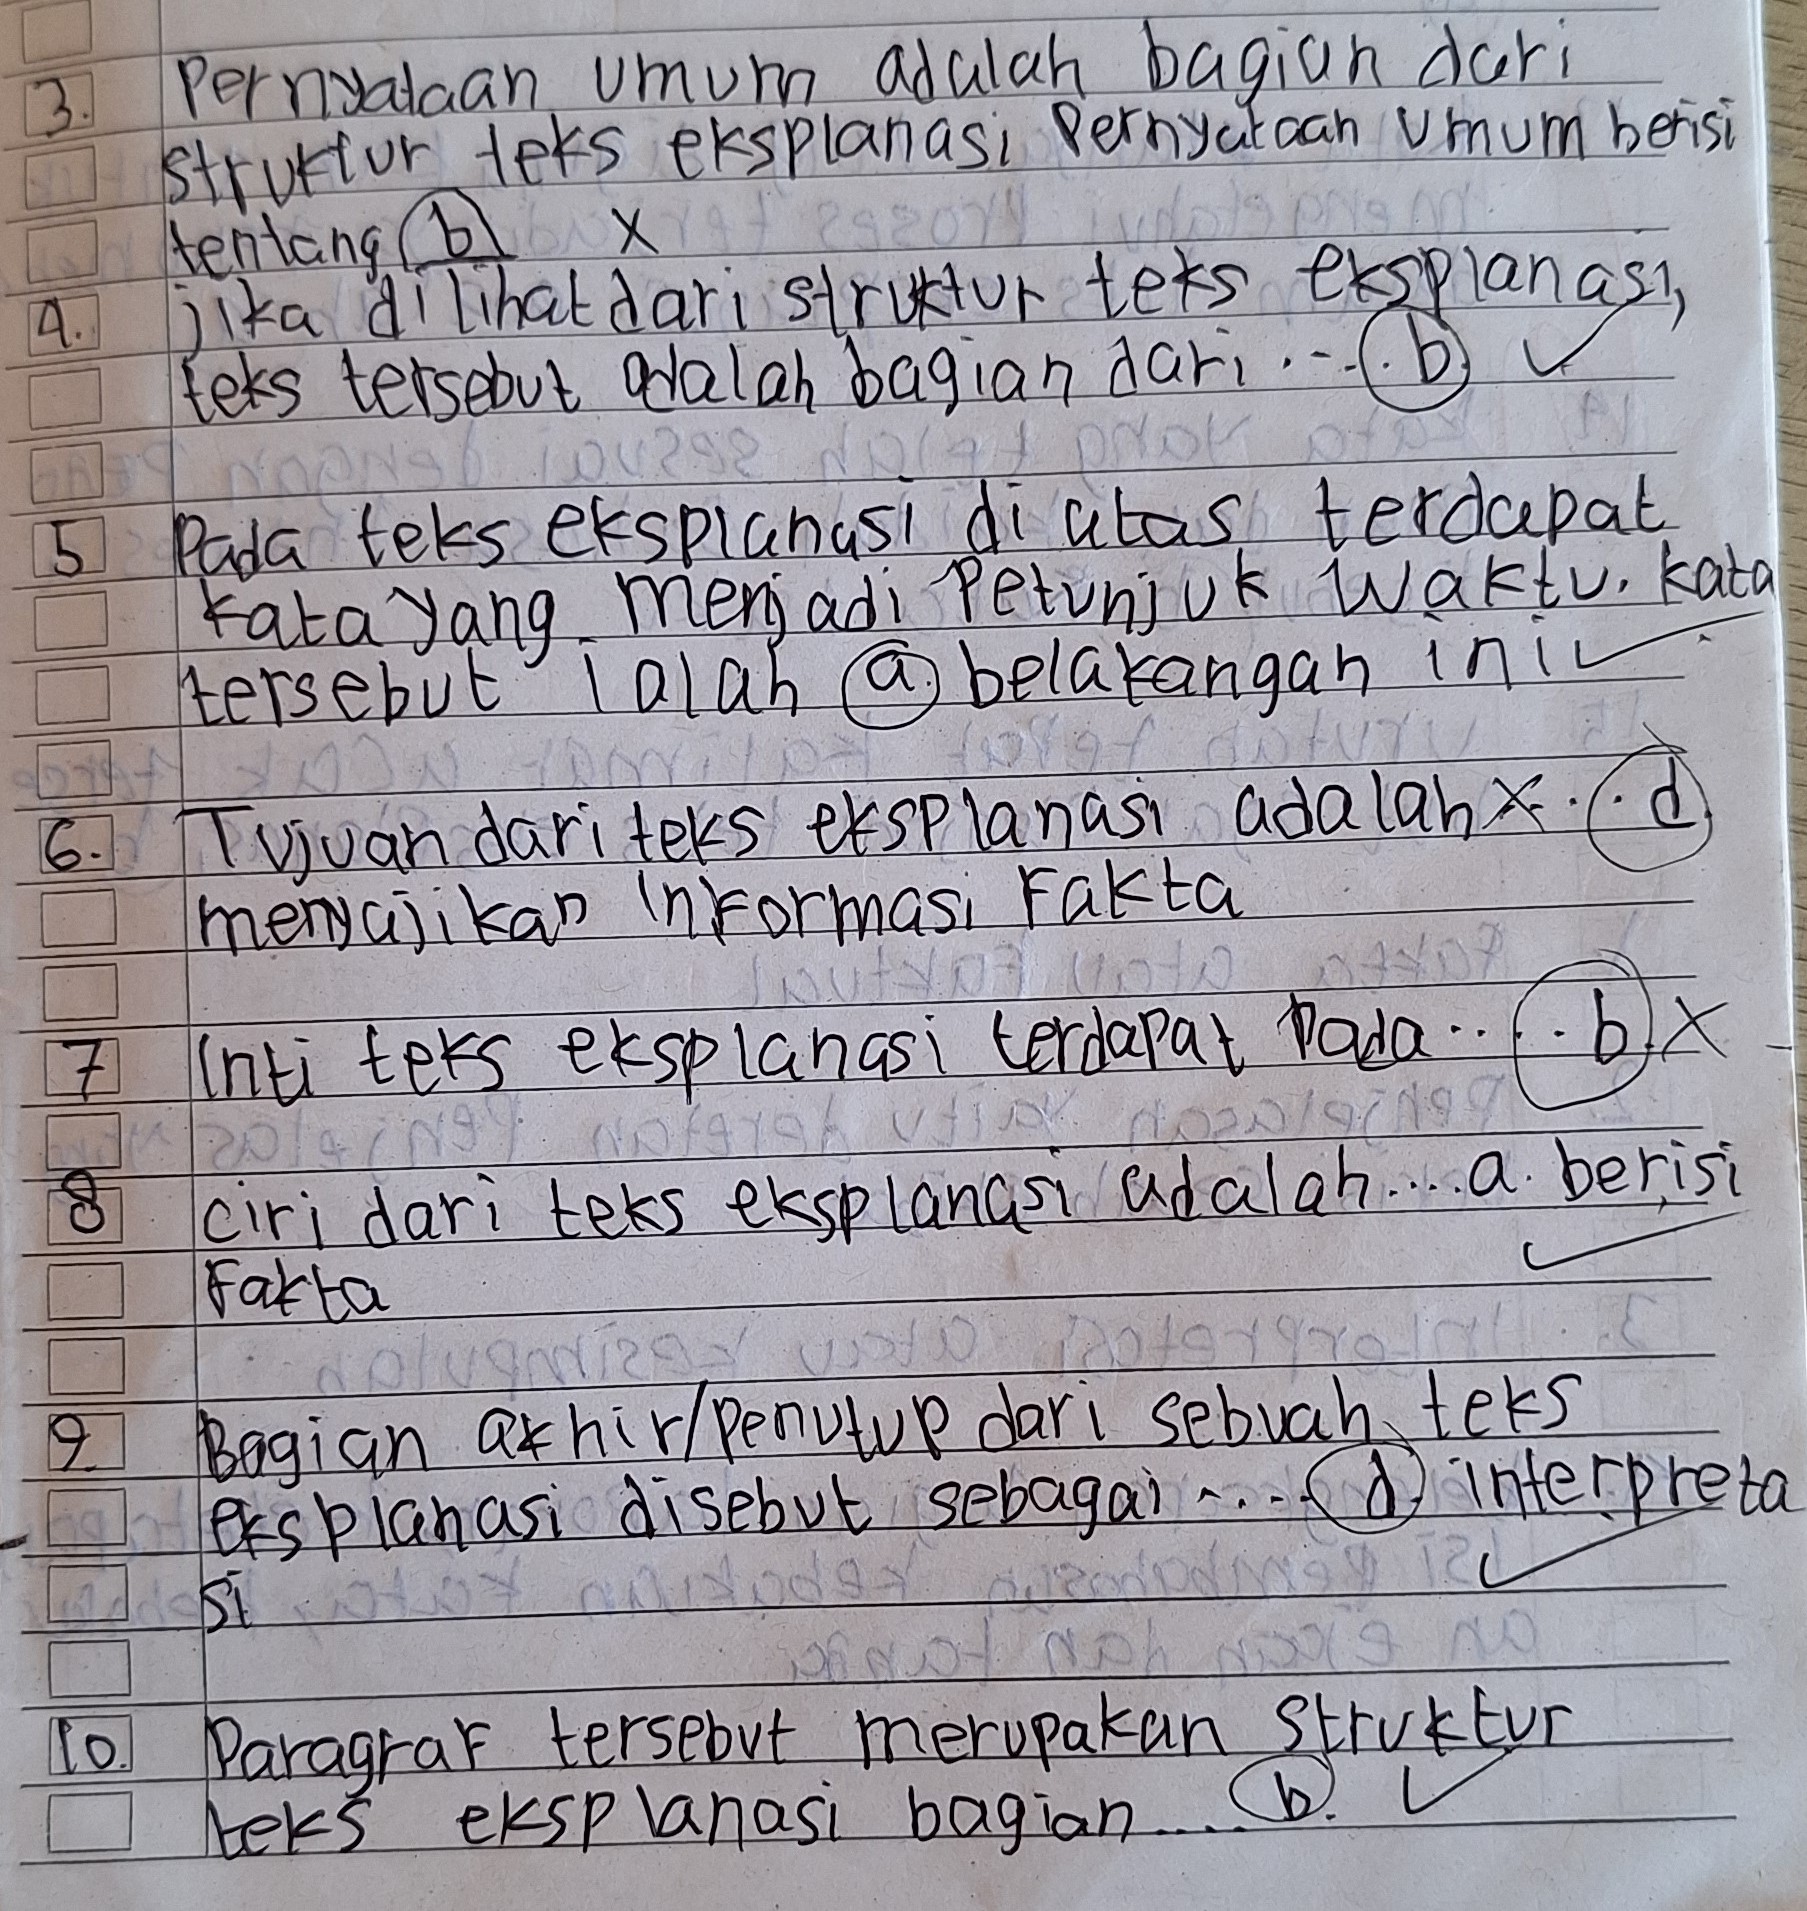 3. Pernyataan umum adalah bagian dari
struktur teks eksplanasi Pernyataan Umum berisi
tentang b X
4. jika dilihat dari struktur teks eksplanasi,
teks tersebut adalah bagian dari .... b. ✓
5 Pada teks eksplanasi di atas terdapat
kata yang menjadi Petunjuk Waktu. kata
tersebut ialah a. belakangan ini ✓
6. Tujuan dari teks eksplanasi adalah X .. d
menyajikan informasi Fakta
7 Inti teks eksplanasi terdapat Pada .... b. X
8 ciri dari teks eksplanasi adalah .... a. berisi
Fakta ✓
9. Bagian akhir/penutup dari sebuah teks
eksplanasi disebut sebagai .... d. interpreta
si ✓
10. Paragraf tersebut merupakan struktur
teks eksplanasi bagian .... b. ✓